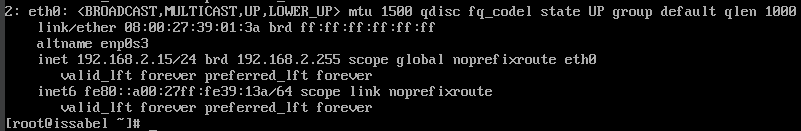 2: eth0: <BROADCAST,MULTICAST,UP,LOWER_UP> mtu 1500 qdisc fq_codel state UP group default qlen 1000
    link/ether 08:00:27:39:01:3a brd ff:ff:ff:ff:ff:ff
    altname enp0s3
    inet 192.168.2.15/24 brd 192.168.2.255 scope global noprefixroute eth0
       valid_lft forever preferred_lft forever
    inet6 fe80::a00:27ff:fe39:13a/64 scope link noprefixroute
       valid_lft forever preferred_lft forever
[root@issabel ~]#